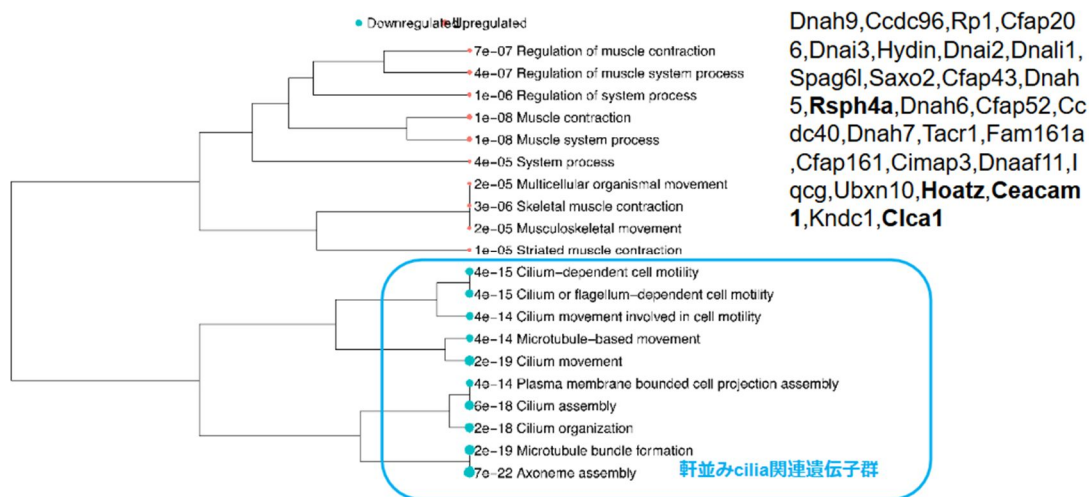 Downregulated Upregulated
7e-07 Regulation of muscle contraction
4e-07 Regulation of muscle system process
1e-06 Regulation of system process
1e-08 Muscle contraction
1e-08 Muscle system process
4e-05 System process
2e-05 Multicellular organismal movement
3e-06 Skeletal muscle contraction
2e-05 Musculoskeletal movement
1e-05 Striated muscle contraction
4e-15 Cilium-dependent cell motility
4e-15 Cilium or flagellum-dependent cell motility
4e-14 Cilium movement involved in cell motility
4e-14 Microtubule-based movement
2e-19 Cilium movement
4e-14 Plasma membrane bounded cell projection assembly
6e-18 Cilium assembly
2e-18 Cilium organization
2e-19 Microtubule bundle formation
7e-22 Axoneme assembly
軒並みcilia関連遺伝子群
Dnah9,Ccdc96,Rp1,Cfap20
6,Dnai3,Hydin,Dnai2,Dnali1,
Spag6l,Saxo2,Cfap43,Dnah
5,Rsph4a,Dnah6,Cfap52,Cc
dc40,Dnah7,Tacr1,Fam161a
,Cfap161,Cimap3,Dnaaf11,I
qcg,Ubxn10,Hoatz,Ceacam
1,Kndc1,Clca1